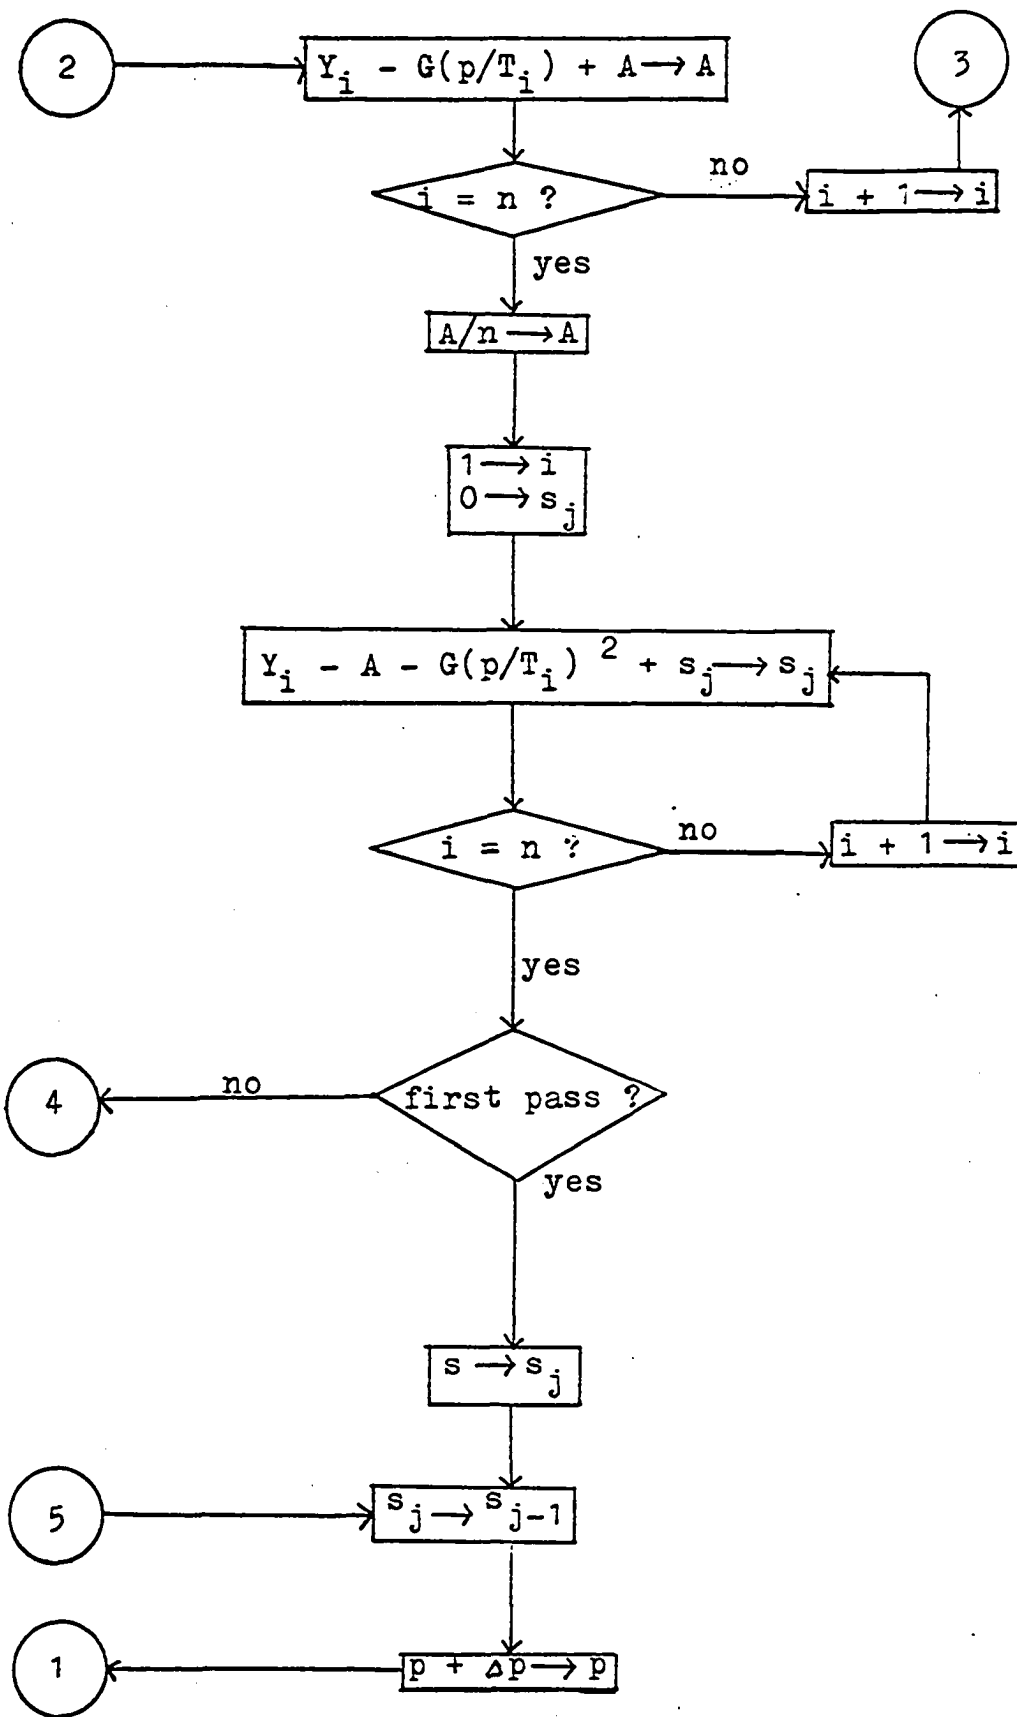 2
Y_i - G(p/T_i) + A → A
3
i = n ?
no
i + 1 → i
yes
A/n → A
1 → i
0 → s_j
Y_i - A - G(p/T_i) ² + s_j → s_j
i = n ?
no
i + 1 → i
yes
first pass ?
no
4
yes
s → s_j
5
s_j → s_{j-1}
1
p + Δp → p